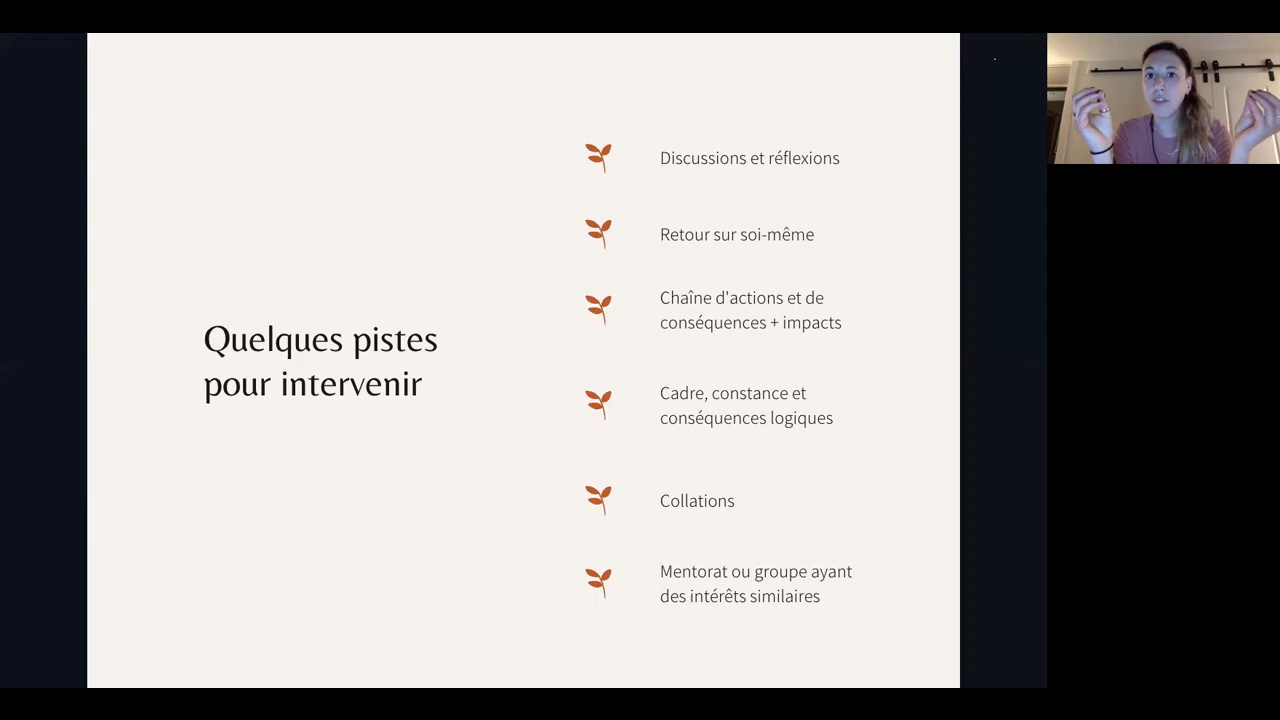 Quelques pistes
pour intervenir
Discussions et réflexions
Retour sur soi-même
Chaîne d'actions et de
conséquences + impacts
Cadre, constance et
conséquences logiques
Collations
Mentorat ou groupe ayant
des intérêts similaires